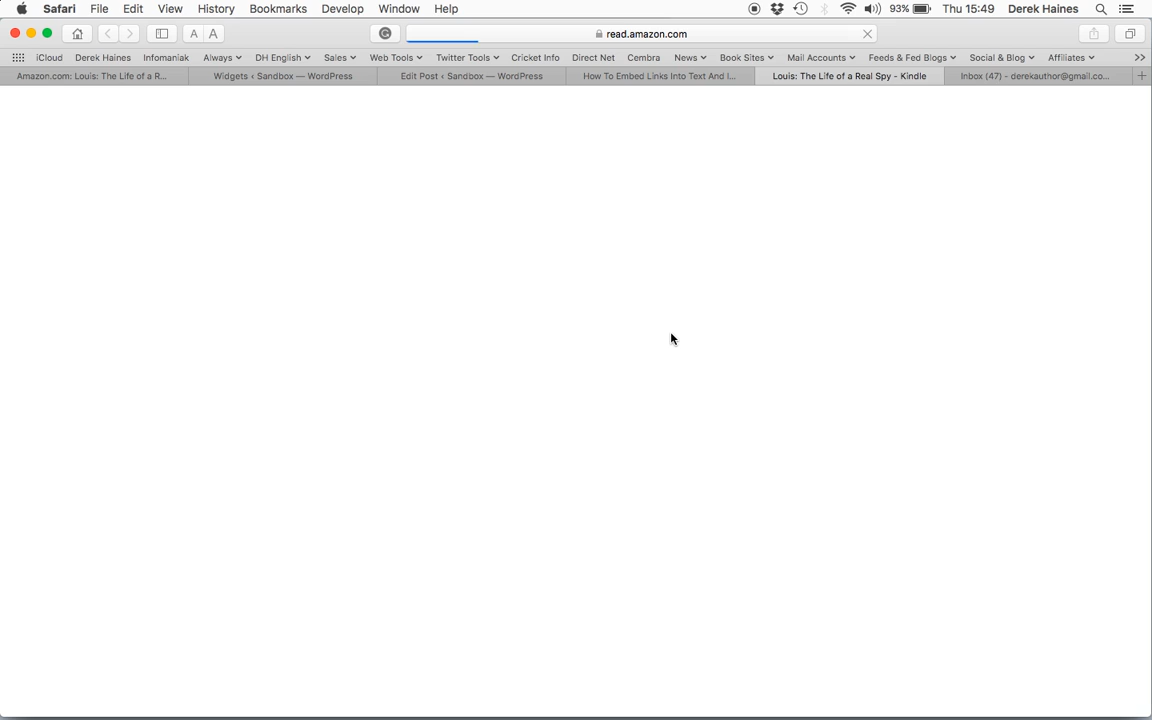 Safari File Edit View History Bookmarks Develop Window Help 93% Thu 15:49 Derek Haines
A A read.amazon.com
iCloud Derek Haines Infomaniak Always DH English Sales Web Tools Twitter Tools Cricket Info Direct Net Cembra News Book Sites Mail Accounts Feeds & Fed Blogs Social & Blog Affiliates >>
Amazon.com: Louis: The Life of a R... Widgets ‹ Sandbox — WordPress Edit Post ‹ Sandbox — WordPress How To Embed Links Into Text And I... Louis: The Life of a Real Spy - Kindle Inbox (47) - derekauthor@gmail.co... +